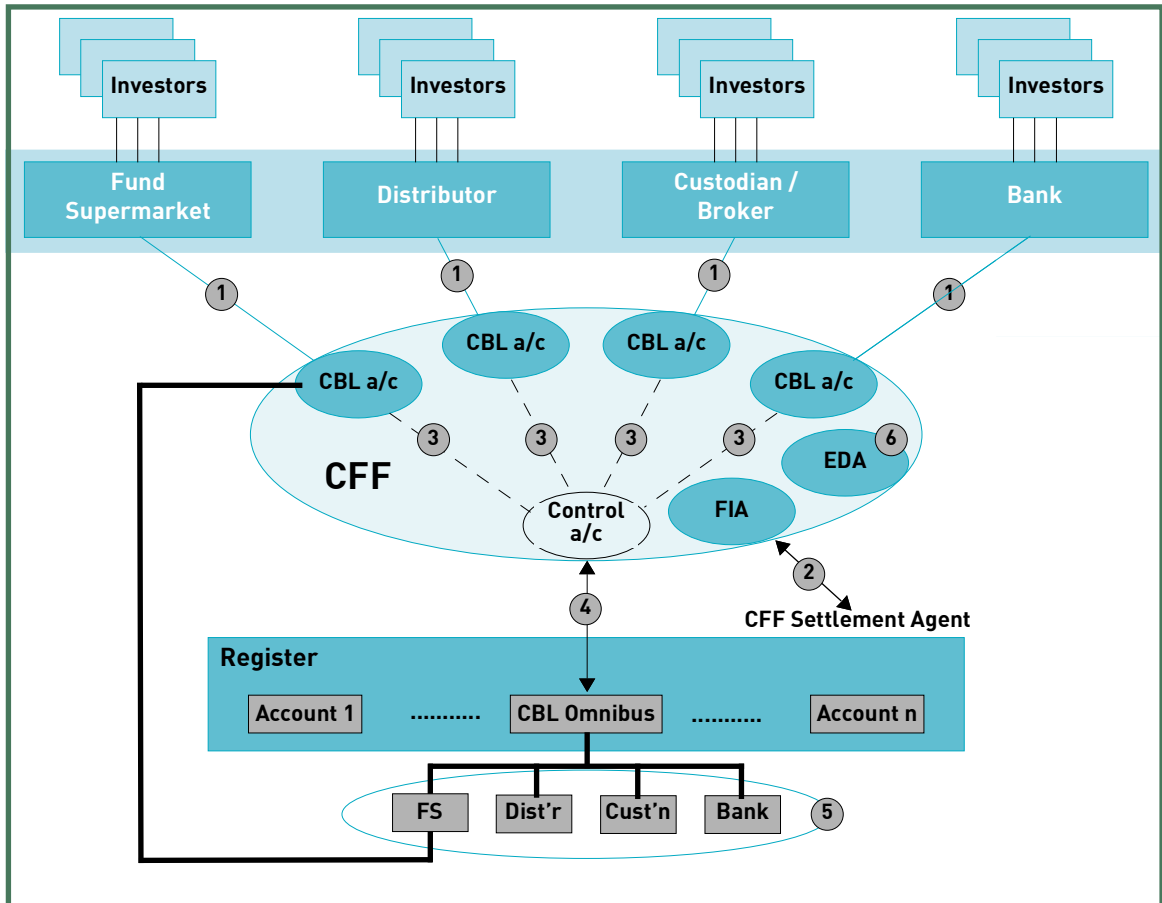 Investors
Investors
Investors
Investors
Fund
Supermarket
Distributor
Custodian /
Broker
Bank
1
1
1
1
CBL a/c
CBL a/c
CBL a/c
CBL a/c
3
3
3
3
6
EDA
CFF
FIA
Control
a/c
2
4
CFF Settlement Agent
Register
Account 1
...........
CBL Omnibus
...........
Account n
FS
Dist’r
Cust’n
Bank
5